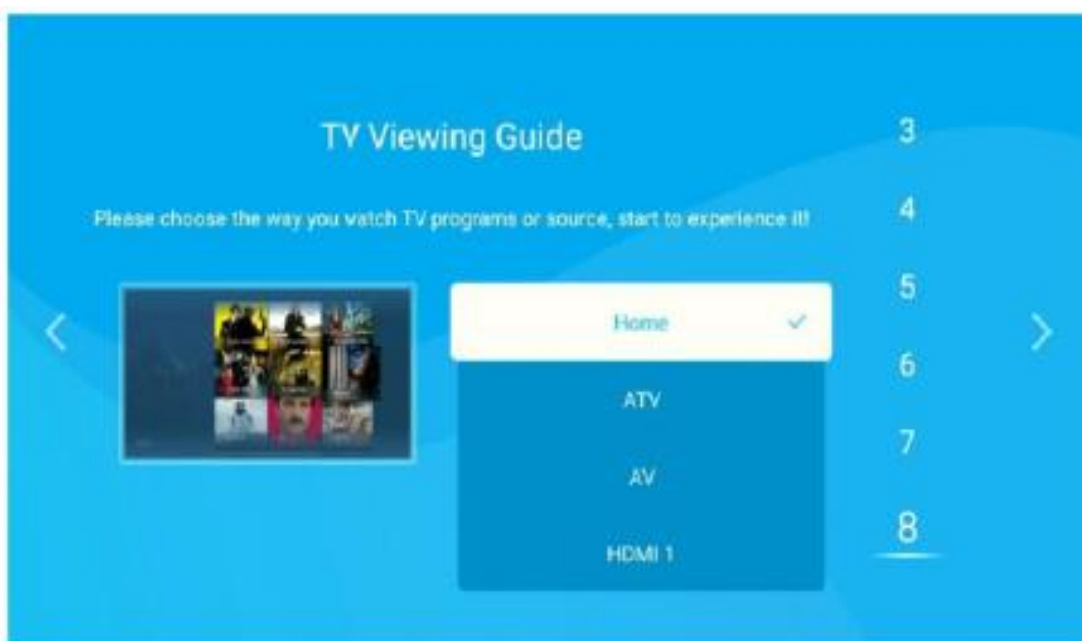 TV Viewing Guide
Please choose the way you watch TV programs or source, start to experience it!
Home
ATV
AV
HDMI 1
3
4
5
6
7
8